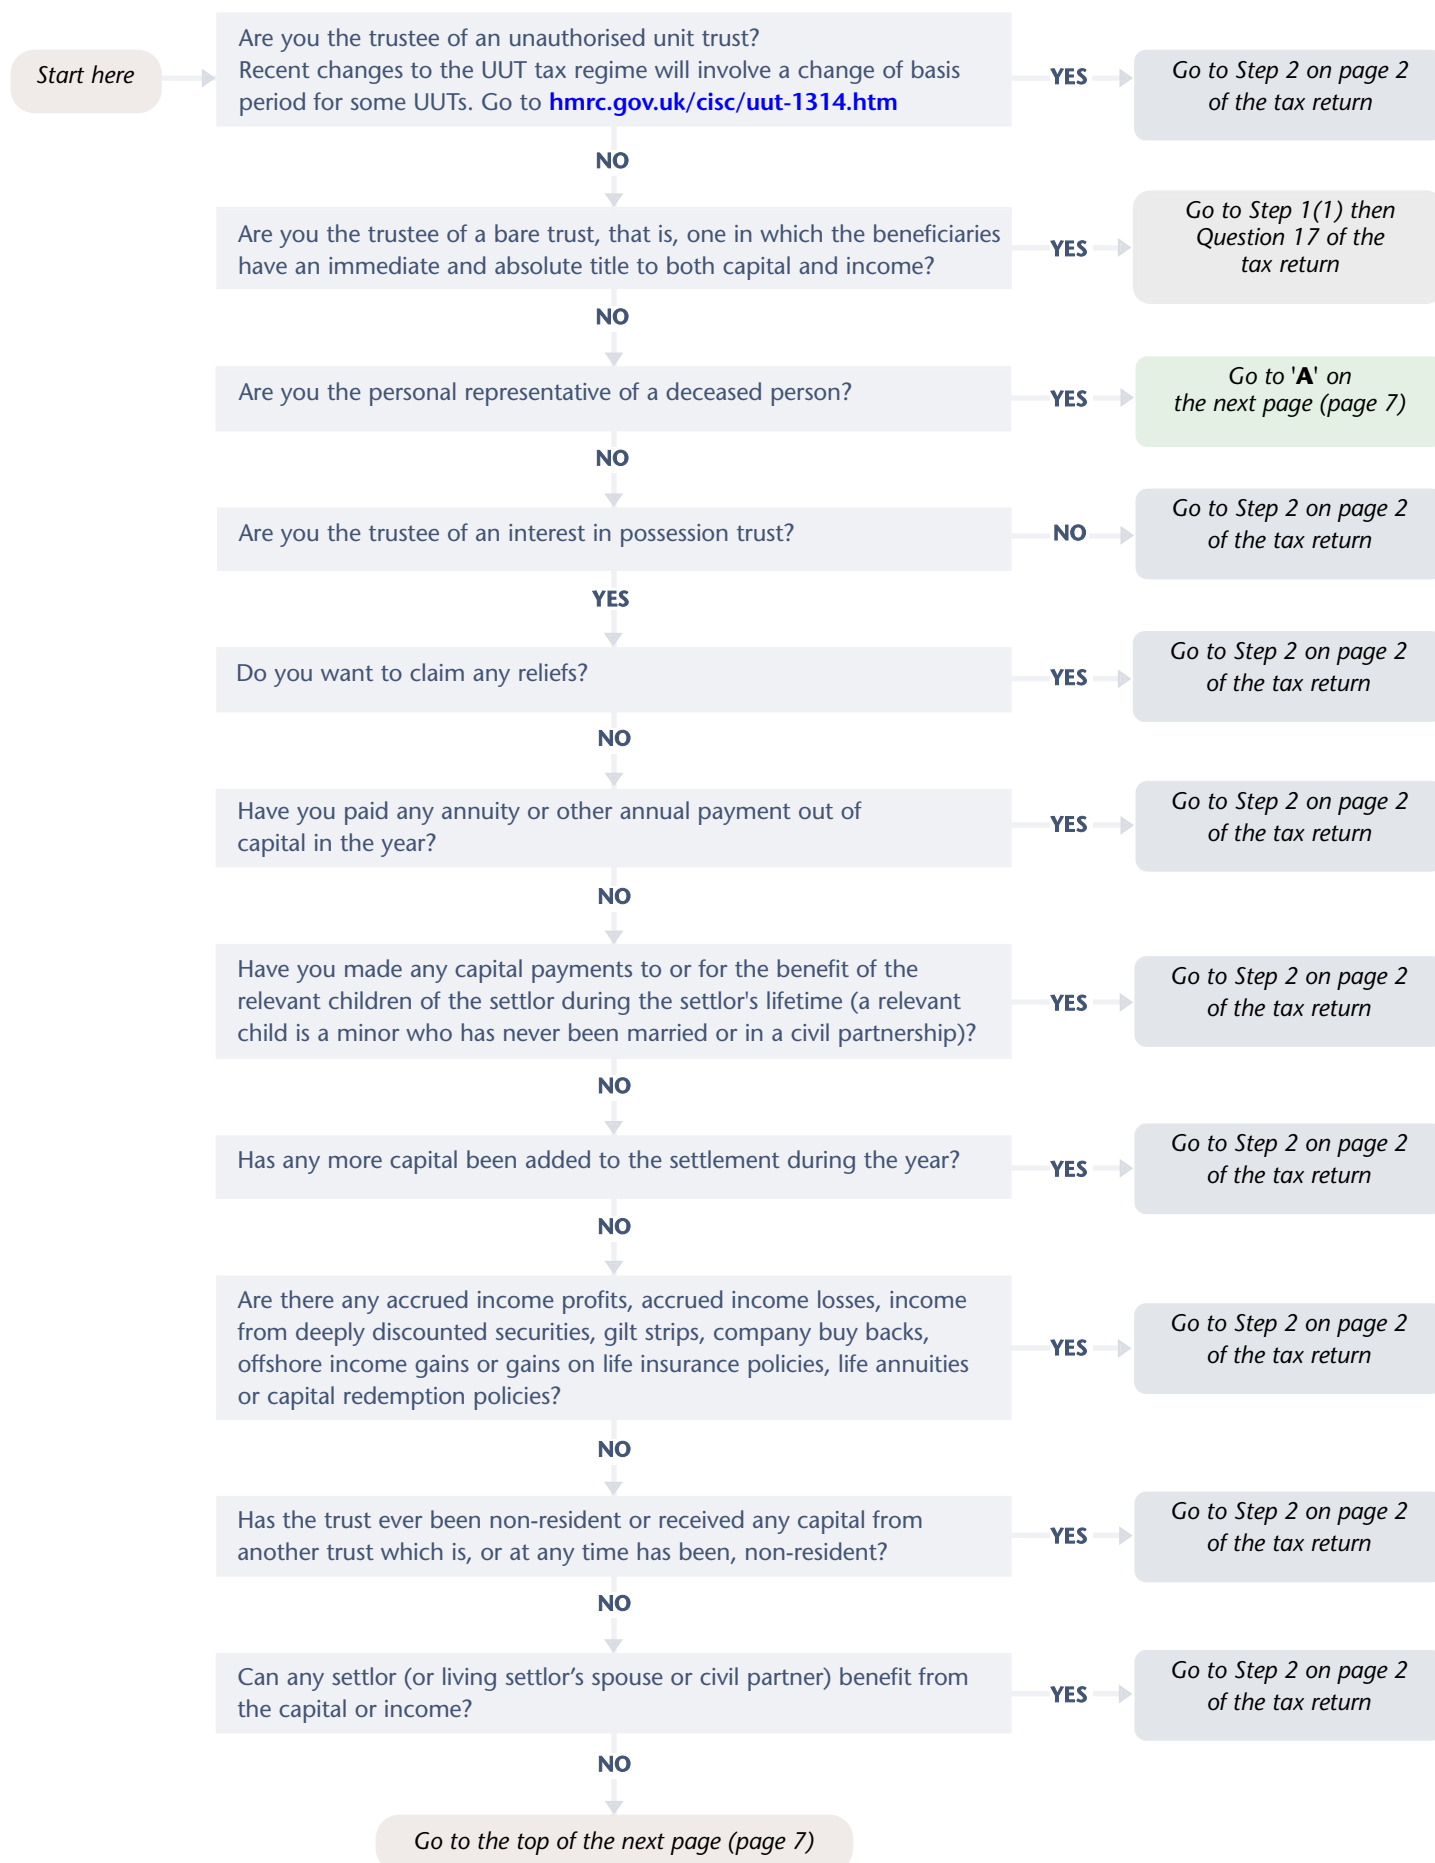 Start here
Are you the trustee of an unauthorised unit trust?
Recent changes to the UUT tax regime will involve a change of basis
period for some UUTs. Go to hmrc.gov.uk/cisc/uut-1314.htm
YES
Go to Step 2 on page 2
of the tax return
NO
Are you the trustee of a bare trust, that is, one in which the beneficiaries
have an immediate and absolute title to both capital and income?
YES
Go to Step 1(1) then
Question 17 of the
tax return
NO
Are you the personal representative of a deceased person?
YES
Go to 'A' on
the next page (page 7)
NO
Are you the trustee of an interest in possession trust?
NO
Go to Step 2 on page 2
of the tax return
YES
Do you want to claim any reliefs?
YES
Go to Step 2 on page 2
of the tax return
NO
Have you paid any annuity or other annual payment out of
capital in the year?
YES
Go to Step 2 on page 2
of the tax return
NO
Have you made any capital payments to or for the benefit of the
relevant children of the settlor during the settlor's lifetime (a relevant
child is a minor who has never been married or in a civil partnership)?
YES
Go to Step 2 on page 2
of the tax return
NO
Has any more capital been added to the settlement during the year?
YES
Go to Step 2 on page 2
of the tax return
NO
Are there any accrued income profits, accrued income losses, income
from deeply discounted securities, gilt strips, company buy backs,
offshore income gains or gains on life insurance policies, life annuities
or capital redemption policies?
YES
Go to Step 2 on page 2
of the tax return
NO
Has the trust ever been non-resident or received any capital from
another trust which is, or at any time has been, non-resident?
YES
Go to Step 2 on page 2
of the tax return
NO
Can any settlor (or living settlor’s spouse or civil partner) benefit from
the capital or income?
YES
Go to Step 2 on page 2
of the tax return
NO
Go to the top of the next page (page 7)